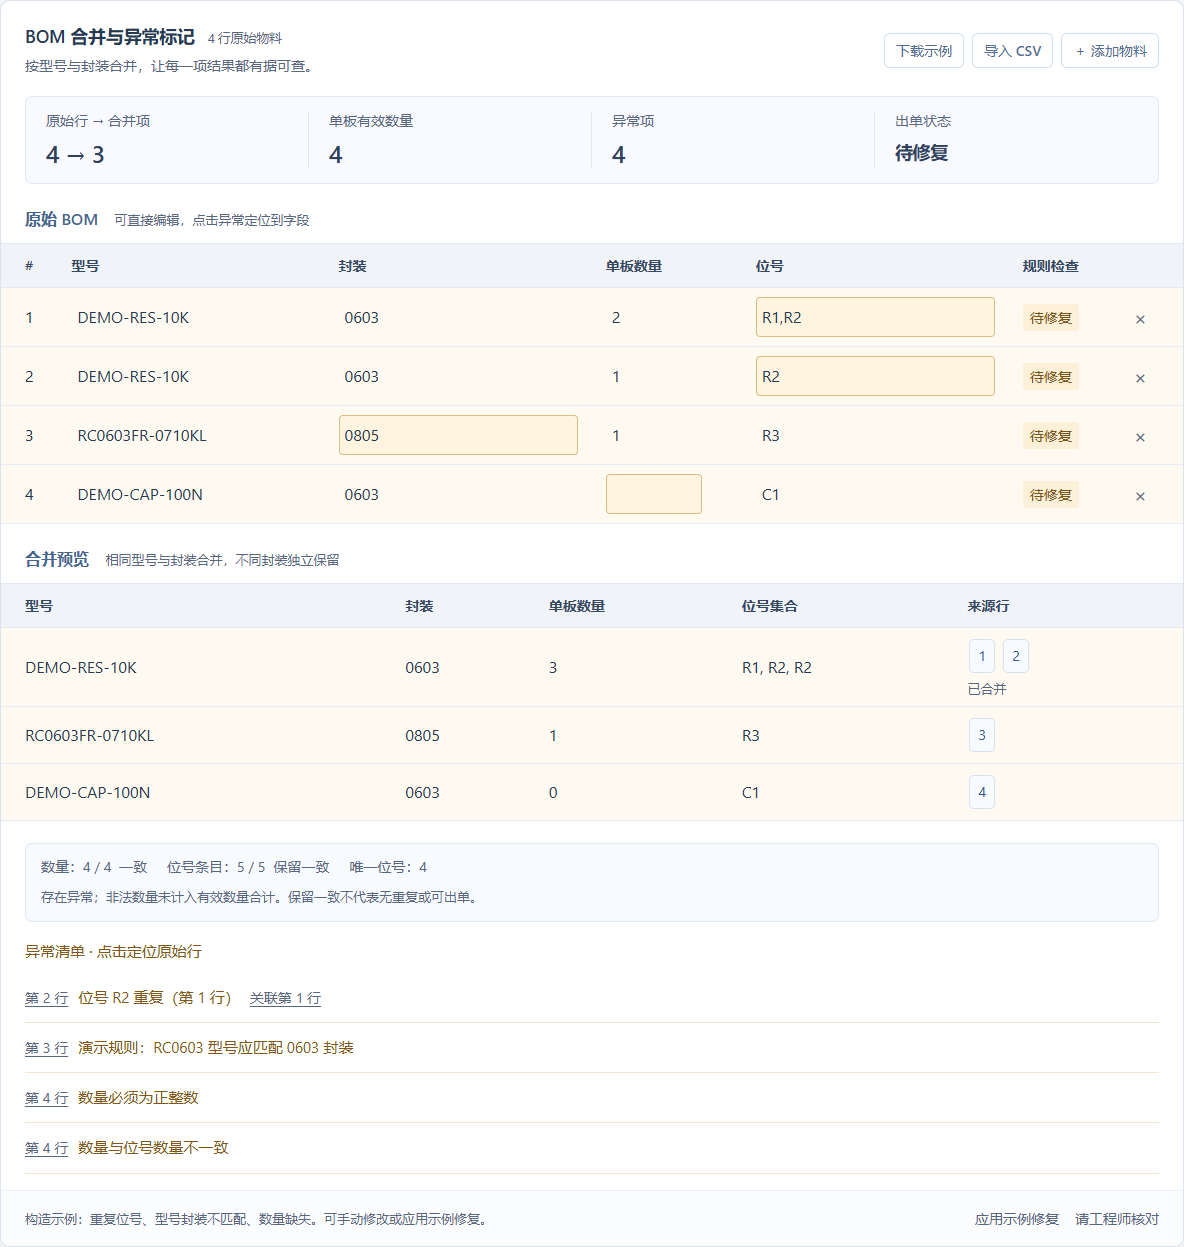 BOM 合并与异常标记 4 行原始物料
按型号与封装合并，让每一项结果都有据可查。
下载示例 导入 CSV + 添加物料
原始行 → 合并项 单板有效数量 异常项 出单状态
4 → 3 4 4 待修复
原始 BOM 可直接编辑，点击异常定位到字段
# 型号 封装 单板数量 位号 规则检查
1 DEMO-RES-10K 0603 2 R1,R2 待修复 ×
2 DEMO-RES-10K 0603 1 R2 待修复 ×
3 RC0603FR-0710KL 0805 1 R3 待修复 ×
4 DEMO-CAP-100N 0603 C1 待修复 ×
合并预览 相同型号与封装合并，不同封装独立保留
型号 封装 单板数量 位号集合 来源行
DEMO-RES-10K 0603 3 R1, R2, R2 1 2
已合并
RC0603FR-0710KL 0805 1 R3 3
DEMO-CAP-100N 0603 0 C1 4
数量：4 / 4 一致 位号条目：5 / 5 保留一致 唯一位号：4
存在异常；非法数量未计入有效数量合计。保留一致不代表无重复或可出单。
异常清单 · 点击定位原始行
第 2 行 位号 R2 重复（第 1 行） 关联第 1 行
第 3 行 演示规则：RC0603 型号应匹配 0603 封装
第 4 行 数量必须为正整数
第 4 行 数量与位号数量不一致
构造示例：重复位号、型号封装不匹配、数量缺失。可手动修改或应用示例修复。 应用示例修复 请工程师核对